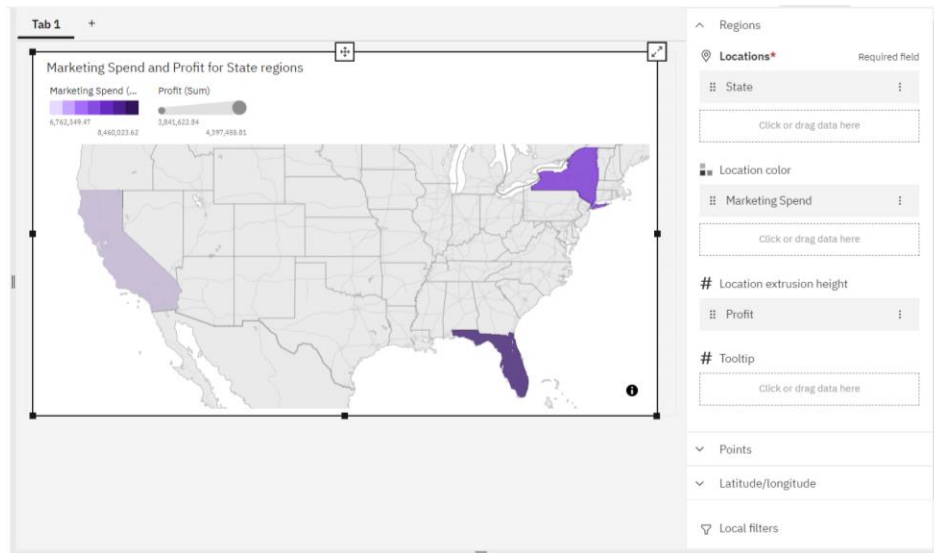 Tab 1 +
Marketing Spend and Profit for State regions
Marketing Spend (... Profit (Sum)
6,762,349.47 3,841,622.84
8,460,023.62 4,397,455.81
Regions
Locations* Required field
State
Click or drag data here
Location color
Marketing Spend
Click or drag data here
# Location extrusion height
Profit
# Tooltip
Click or drag data here
Points
Latitude/longitude
Local filters